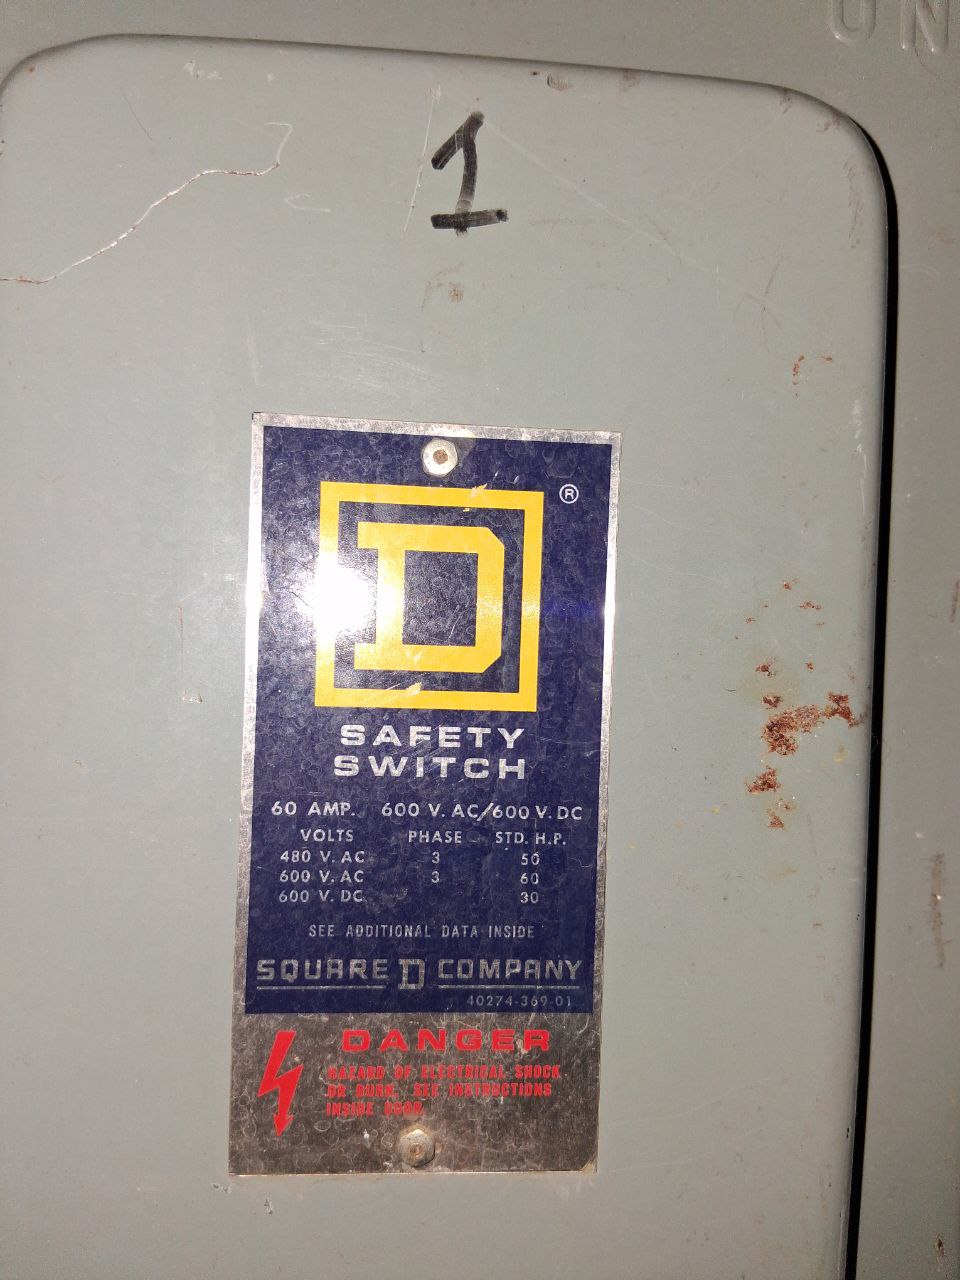 UN
1
D ®
SAFETY
SWITCH
60 AMP. 600 V. AC/600 V. DC
VOLTS PHASE STD. H.P.
480 V. AC 3 50
600 V. AC 3 60
600 V. DC 30
SEE ADDITIONAL DATA INSIDE
SQUARE D COMPANY
40274-369-01
DANGER
HAZARD OF ELECTRICAL SHOCK
OR BURN. SEE INSTRUCTIONS
INSIDE DOOR